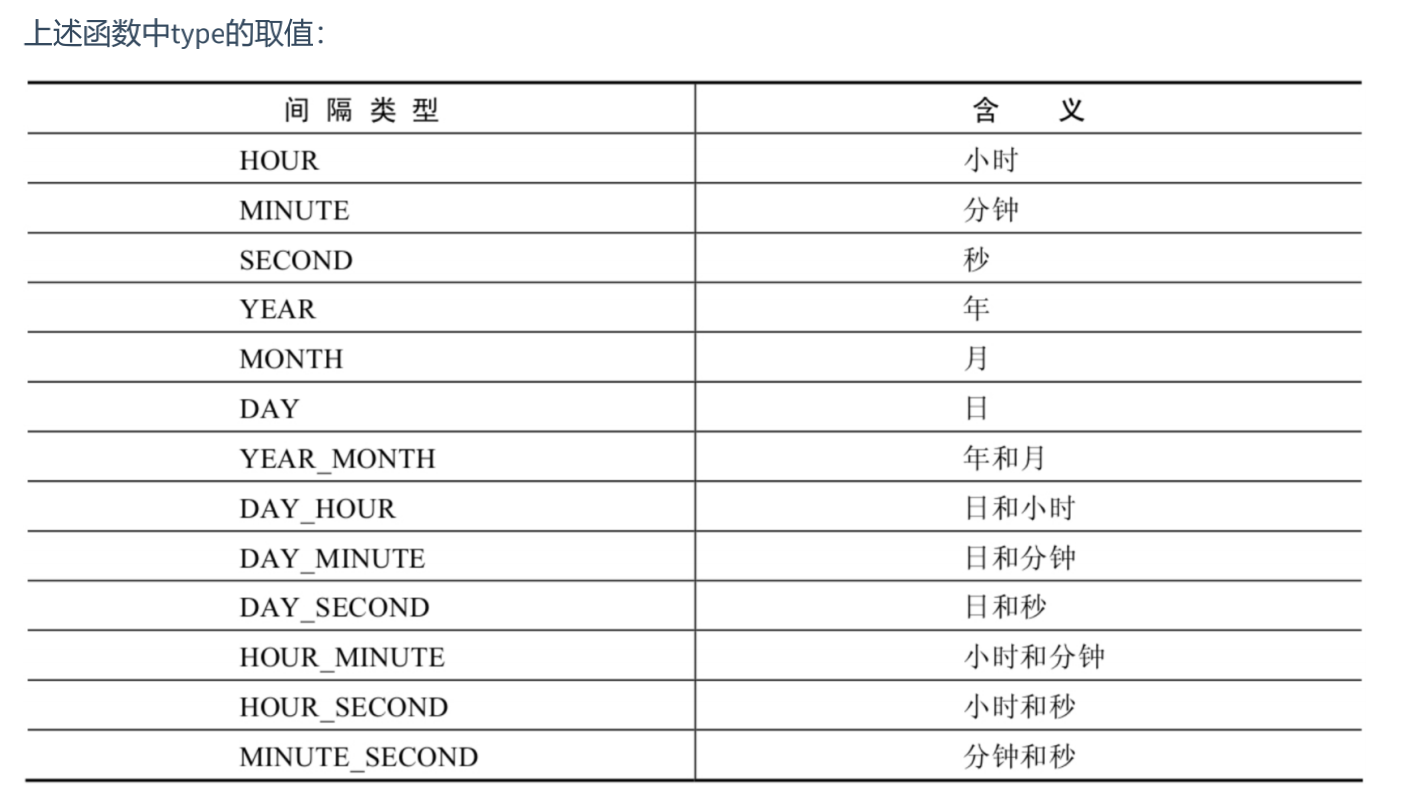 上述函数中type的取值：
间隔类型 含义
HOUR 小时
MINUTE 分钟
SECOND 秒
YEAR 年
MONTH 月
DAY 日
YEAR_MONTH 年和月
DAY_HOUR 日和小时
DAY_MINUTE 日和分钟
DAY_SECOND 日和秒
HOUR_MINUTE 小时和分钟
HOUR_SECOND 小时和秒
MINUTE_SECOND 分钟和秒